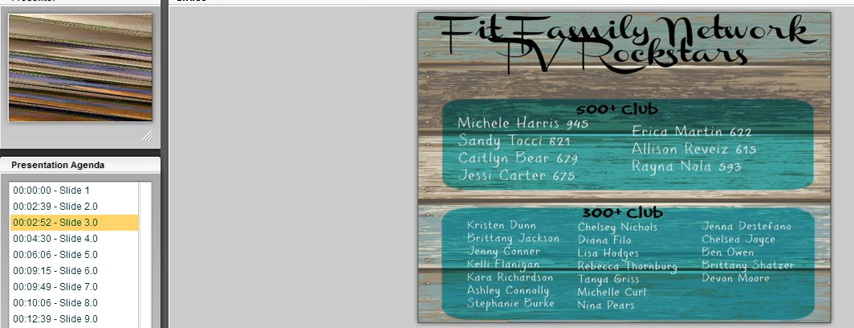 Fit Family Network
PV Rockstars
500+ Club
Michele Harris 945
Sandy Tocci 821
Caitlyn Bear 679
Jessi Carter 675
Erica Martin 622
Allison Reveiz 615
Rayna Nola 593
300+ Club
Kristen Dunn
Brittany Jackson
Jenny Conner
Kelli Flanigan
Kara Richardson
Ashley Connolly
Stephanie Burke
Chelsey Nichols
Diana Filo
Lisa Hodges
Rebecca Thornburg
Tanya Griss
Michelle Curl
Nina Pears
Jenna Destefano
Chelsea Joyce
Ben Owen
Brittany Shatzer
Devon Moore
Presentation Agenda
00:00:00 - Slide 1
00:02:39 - Slide 2.0
00:02:52 - Slide 3.0
00:04:30 - Slide 4.0
00:06:06 - Slide 5.0
00:09:15 - Slide 6.0
00:09:49 - Slide 7.0
00:10:06 - Slide 8.0
00:12:39 - Slide 9.0